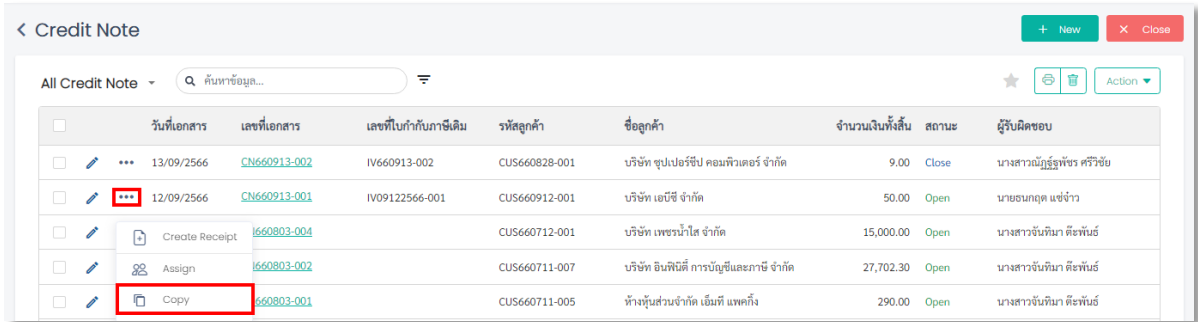 Credit Note
+ New
× Close
All Credit Note
ค้นหาข้อมูล...
Action
วันที่เอกสาร เลขที่เอกสาร เลขที่ใบกำกับภาษีเดิม รหัสลูกค้า ชื่อลูกค้า จำนวนเงินทั้งสิ้น สถานะ ผู้รับผิดชอบ
13/09/2566 CN660913-002 IV660913-002 CUS660828-001 บริษัท ซุปเปอร์ชีป คอมพิวเตอร์ จำกัด 9.00 Close นางสาวณัฏฐ์ฐพัชร ศรีวิชัย
12/09/2566 CN660913-001 IV09122566-001 CUS660912-001 บริษัท เอบีซี จำกัด 50.00 Open นายธนกฤต แซ่จ๋าว
Create Receipt 660803-004 CUS660712-001 บริษัท เพชรน้ำใส จำกัด 15,000.00 Open นางสาวจันทิมา ต๊ะพันธ์
Assign 660803-002 CUS660711-007 บริษัท อินฟินิตี้ การบัญชีและภาษี จำกัด 27,702.30 Open นางสาวจันทิมา ต๊ะพันธ์
Copy 660803-001 CUS660711-005 ห้างหุ้นส่วนจำกัด เอ็มที แพคกิ้ง 290.00 Open นางสาวจันทิมา ต๊ะพันธ์